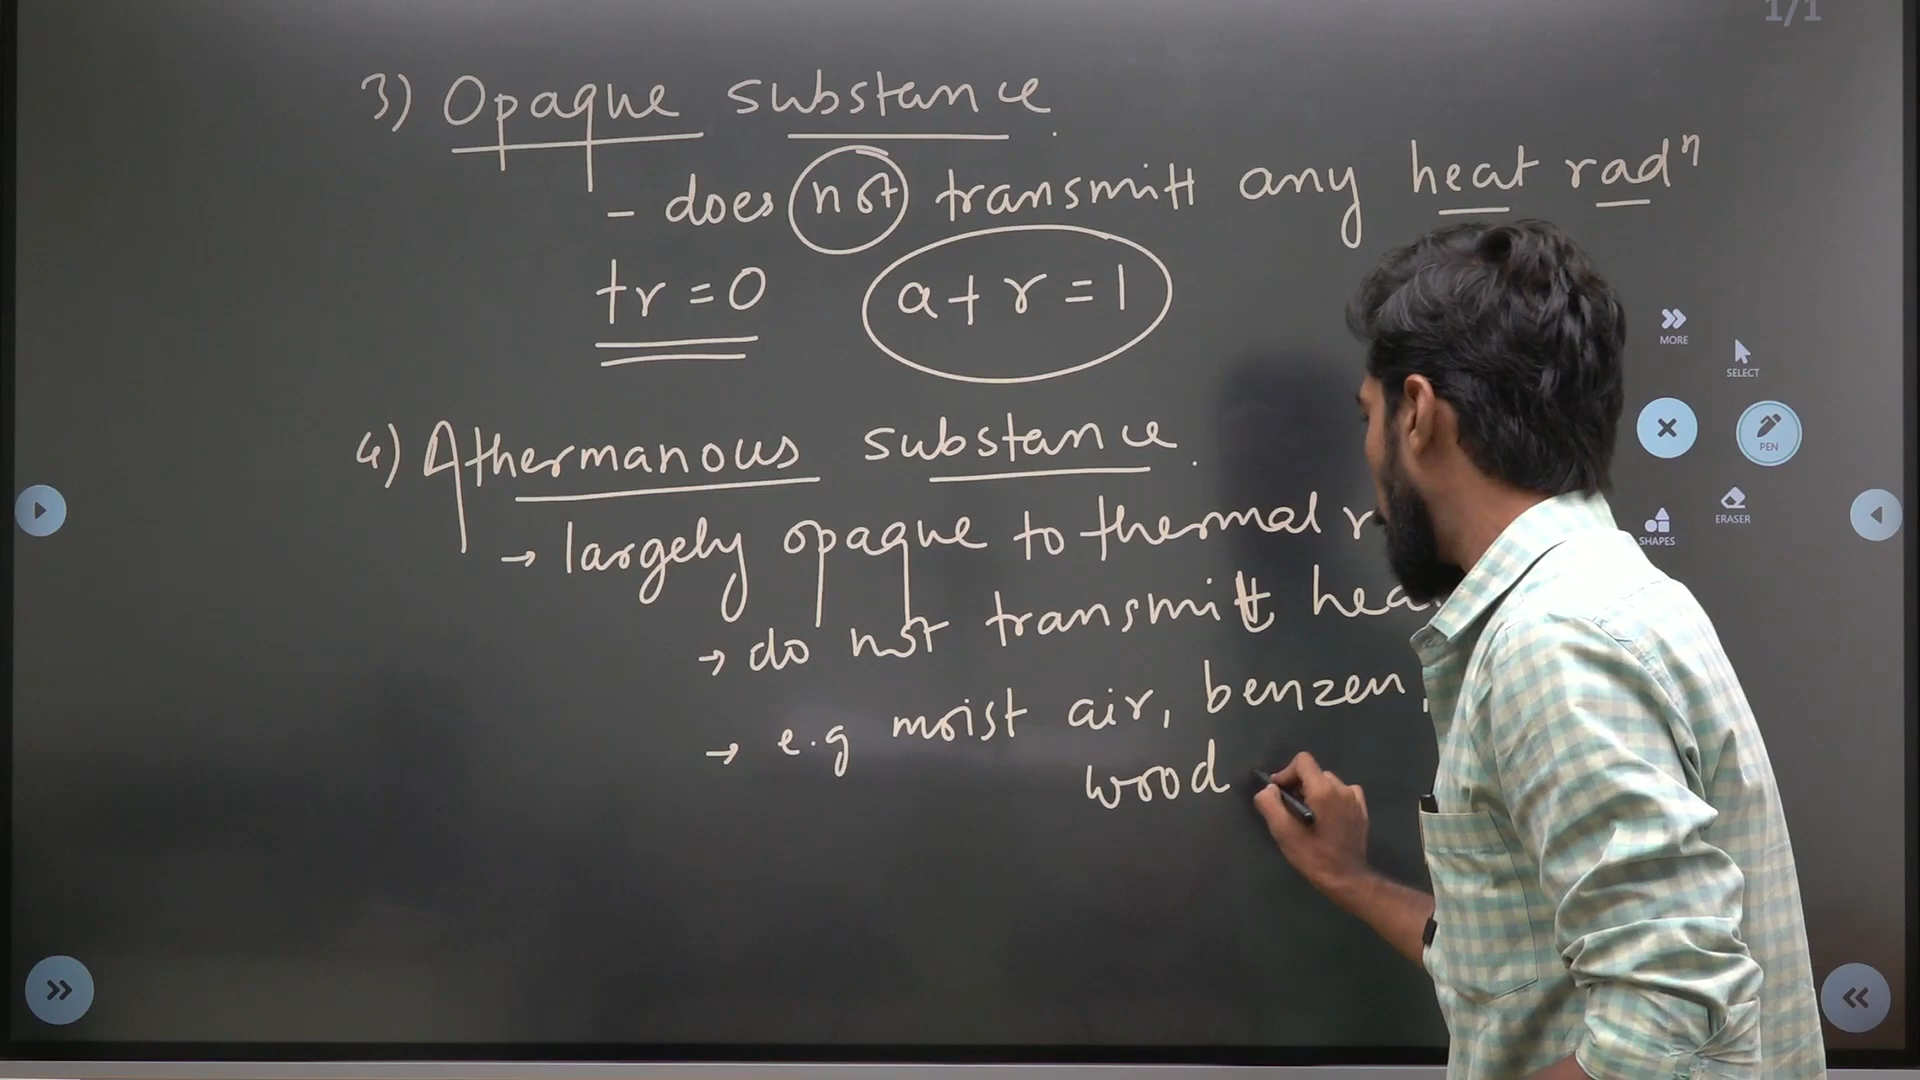 1/1
3) Opaque substance.
- does not transmitt any heat radⁿ
tr = 0 a + r = 1
4) Athermanous substance.
→ largely opaque to thermal
→ do not transmitt
→ e.g moist air, benzen,
wood
MORE
SELECT
PEN
ERASER
SHAPES